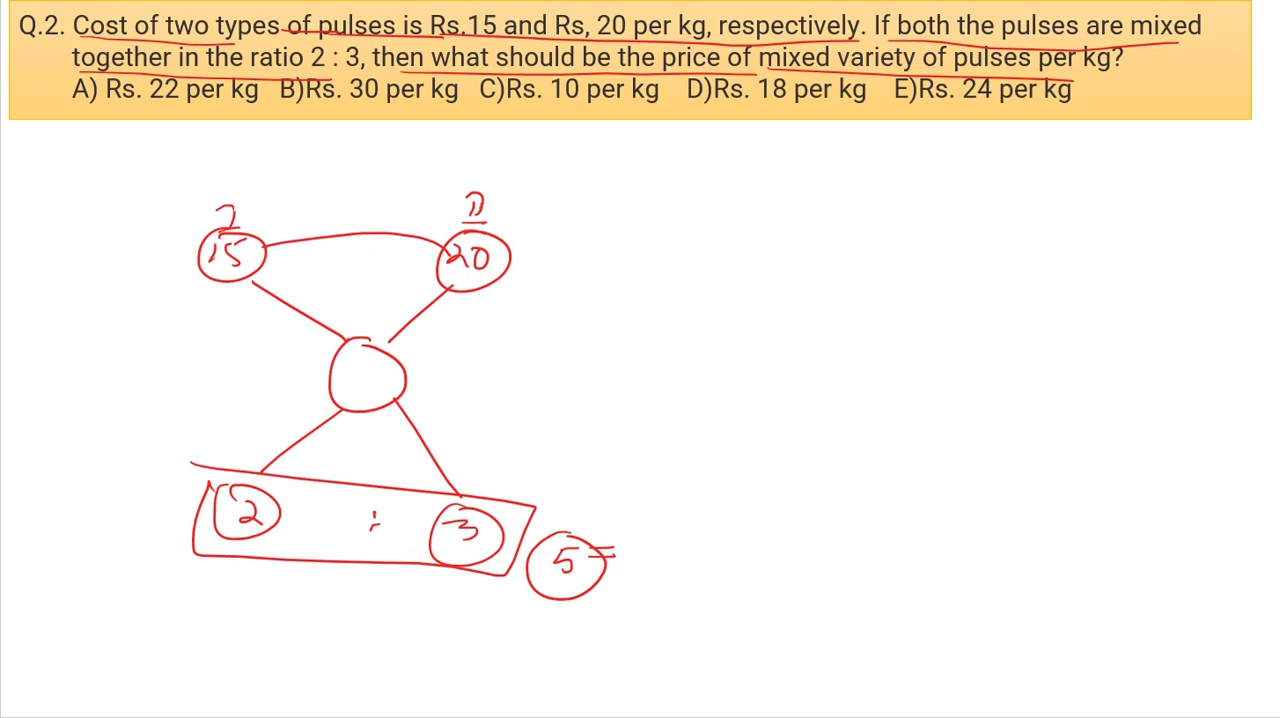 Q.2. Cost of two types of pulses is Rs.15 and Rs, 20 per kg, respectively. If both the pulses are mixed
together in the ratio 2 : 3, then what should be the price of mixed variety of pulses per kg?
A) Rs. 22 per kg B)Rs. 30 per kg C)Rs. 10 per kg D)Rs. 18 per kg E)Rs. 24 per kg
I II
15 20
2 : 3
5 =